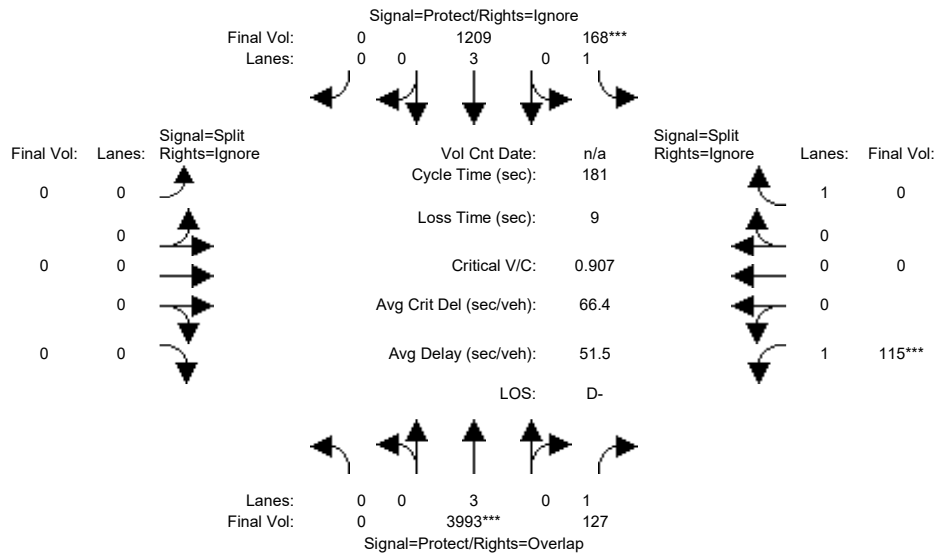 Signal=Protect/Rights=Ignore
Final Vol: 0 1209 168***
Lanes: 0 0 3 0 1
Signal=Split Signal=Split
Final Vol: Lanes: Rights=Ignore Vol Cnt Date: n/a Rights=Ignore Lanes: Final Vol:
Cycle Time (sec): 181
0 0 1 0
Loss Time (sec): 9
0 0
0 0 Critical V/C: 0.907 0 0
0 Avg Crit Del (sec/veh): 66.4 0
0 0 Avg Delay (sec/veh): 51.5 1 115***
LOS: D-
Lanes: 0 0 3 0 1
Final Vol: 0 3993*** 127
Signal=Protect/Rights=Overlap